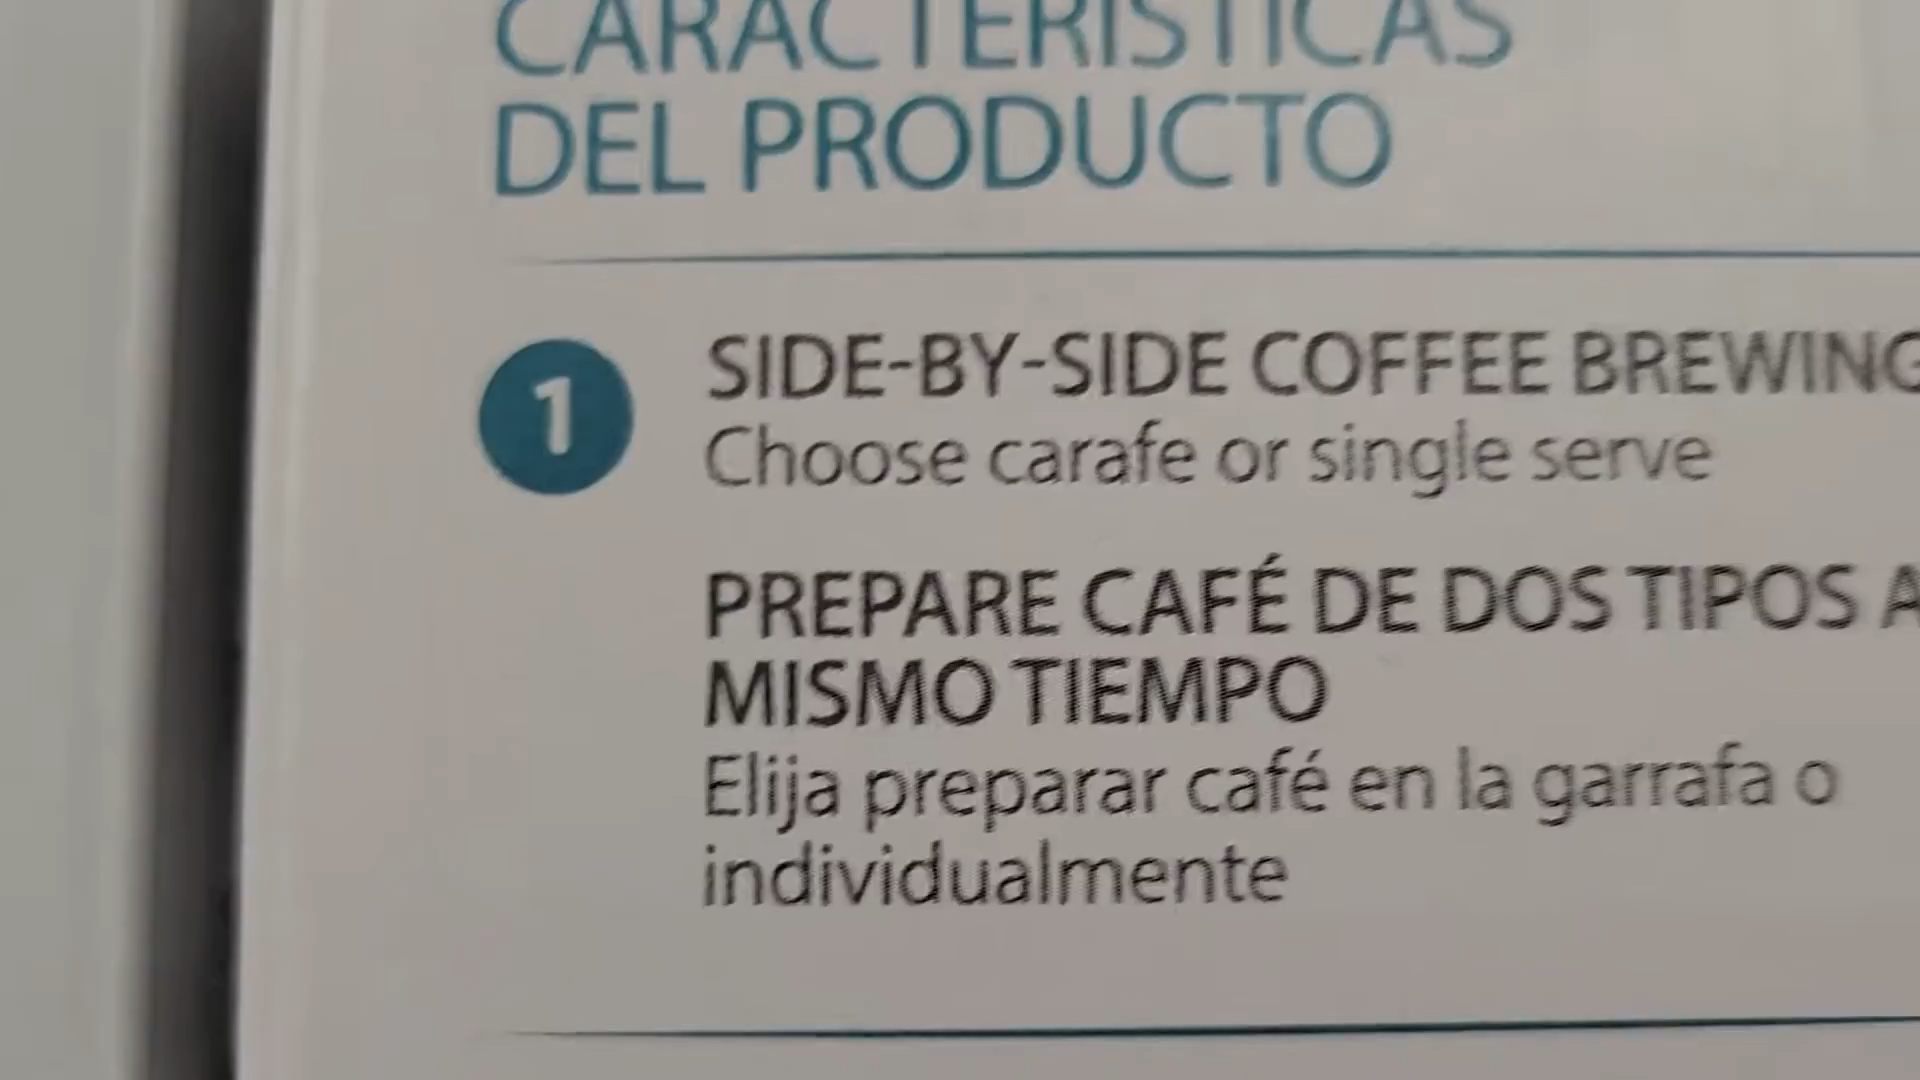 CARACTERÍSTICAS
DEL PRODUCTO
1
SIDE-BY-SIDE COFFEE BREWING
Choose carafe or single serve
PREPARE CAFÉ DE DOS TIPOS A
MISMO TIEMPO
Elija preparar café en la garrafa o
individualmente